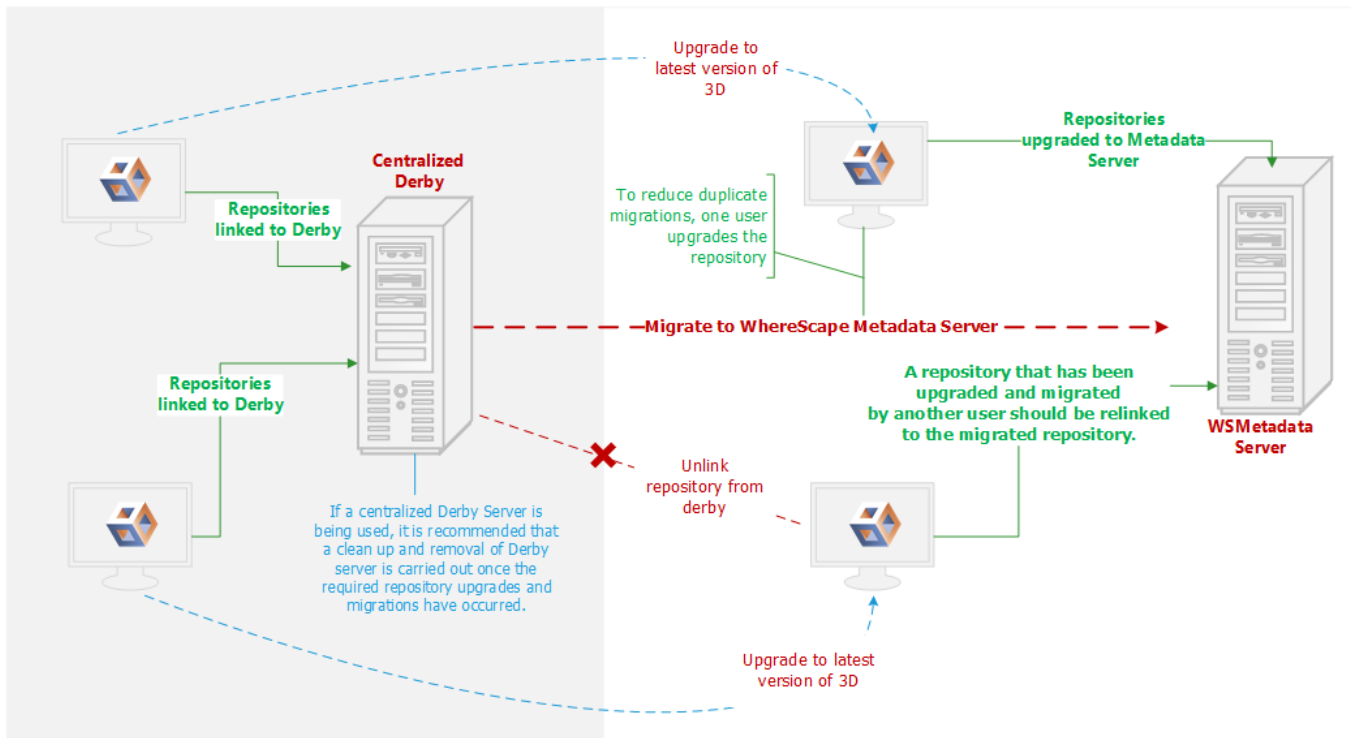 Upgrade to
latest version of
3D
Centralized
Derby
Repositories
linked to Derby
Repositories
upgraded to Metadata
Server
To reduce duplicate
migrations, one user
upgrades the
repository
Migrate to WhereScape Metadata Server
Repositories
linked to Derby
A repository that has been
upgraded and migrated
by another user should be relinked
to the migrated repository.
WSMetadata
Server
Unlink
repository from
derby
If a centralized Derby Server is
being used, it is recommended that
a clean up and removal of Derby
server is carried out once the
required repository upgrades and
migrations have occurred.
Upgrade to latest
version of 3D